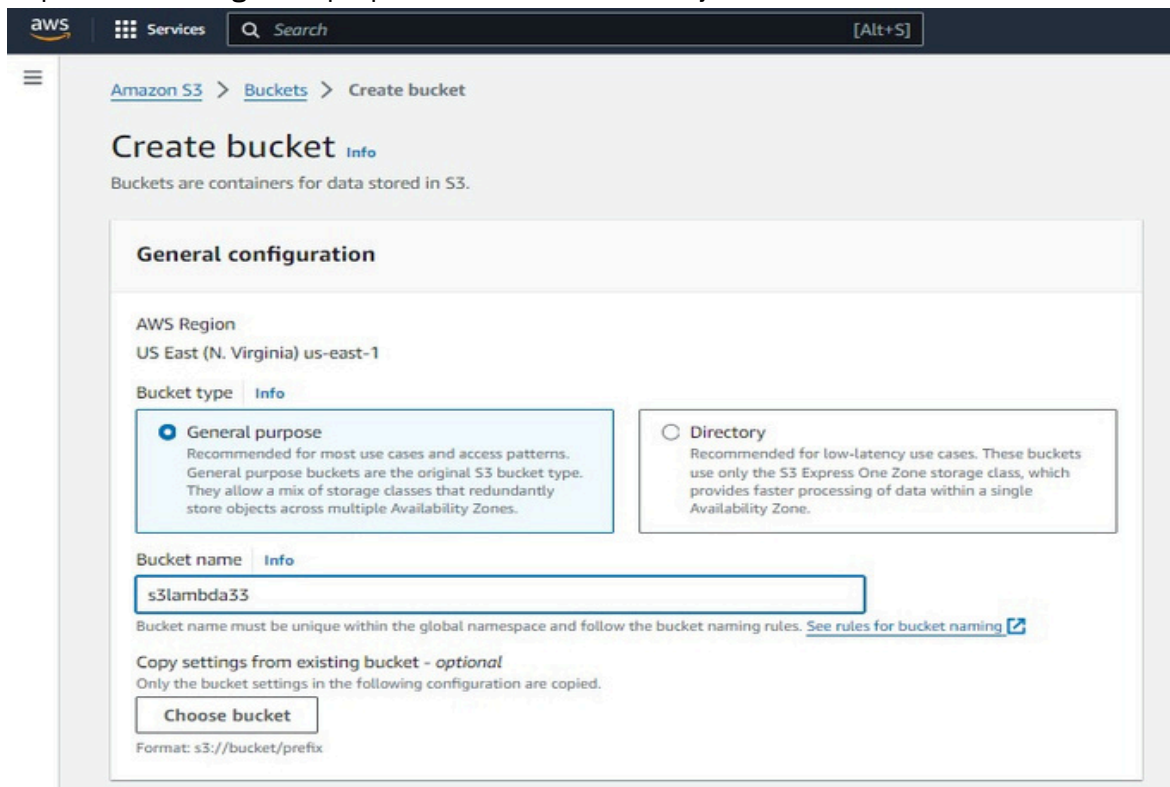 aws Services Search [Alt+S]
Amazon S3 > Buckets > Create bucket
Create bucket Info
Buckets are containers for data stored in S3.
General configuration
AWS Region
US East (N. Virginia) us-east-1
Bucket type Info
General purpose
Recommended for most use cases and access patterns.
General purpose buckets are the original S3 bucket type.
They allow a mix of storage classes that redundantly
store objects across multiple Availability Zones.
Directory
Recommended for low-latency use cases. These buckets
use only the S3 Express One Zone storage class, which
provides faster processing of data within a single
Availability Zone.
Bucket name Info
s3lambda33
Bucket name must be unique within the global namespace and follow the bucket naming rules. See rules for bucket naming
Copy settings from existing bucket - optional
Only the bucket settings in the following configuration are copied.
Choose bucket
Format: s3://bucket/prefix